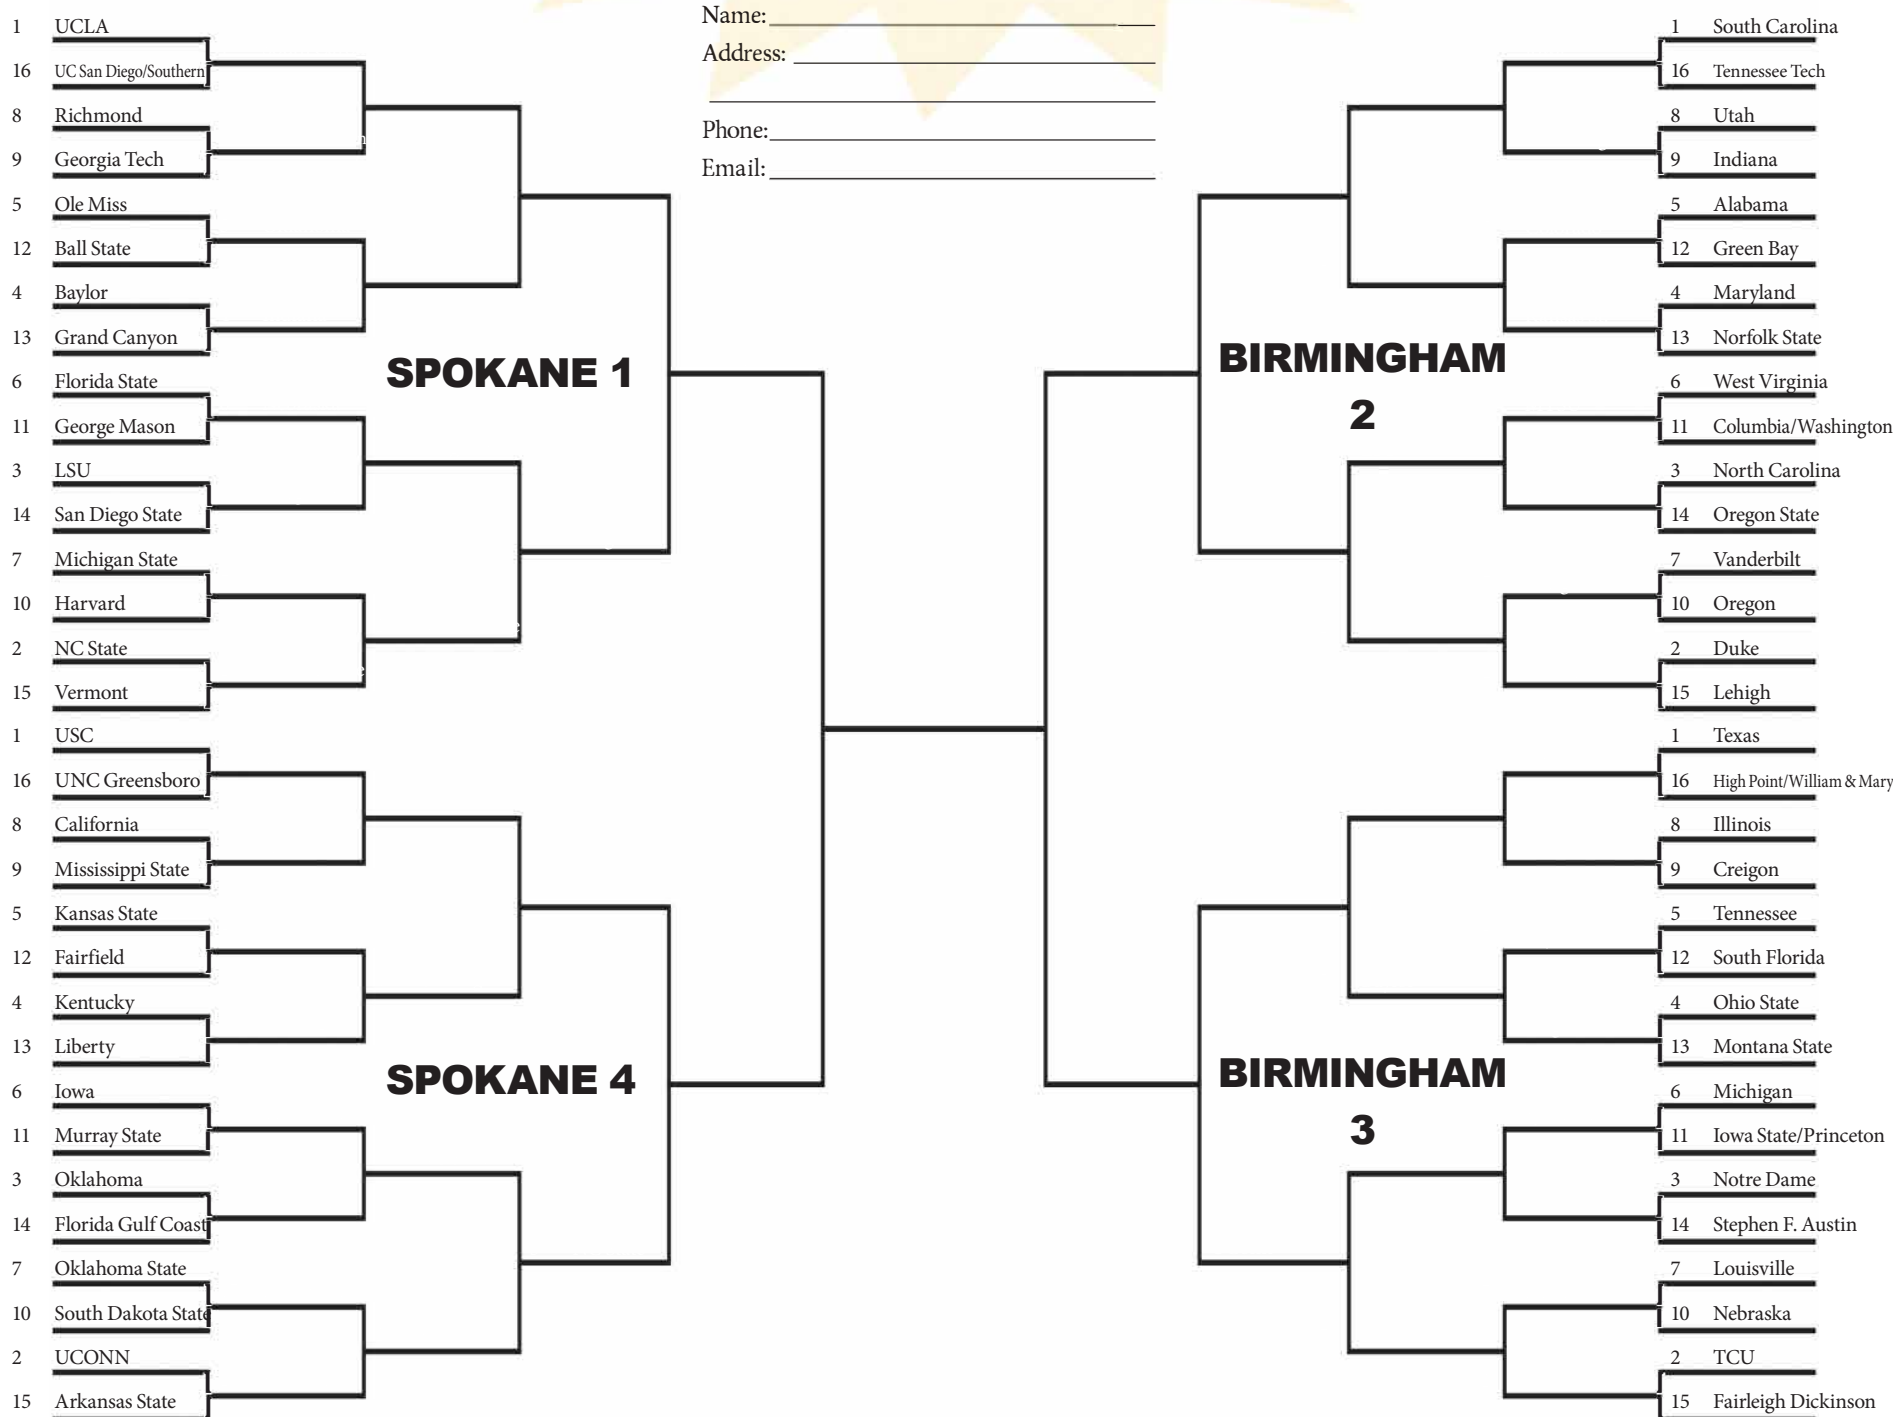 Name:
Address:
Phone:
Email:
1 UCLA
16 UC San Diego/Southern
8 Richmond
9 Georgia Tech
5 Ole Miss
12 Ball State
4 Baylor
13 Grand Canyon
6 Florida State
11 George Mason
3 LSU
14 San Diego State
7 Michigan State
10 Harvard
2 NC State
15 Vermont
SPOKANE 1
1 USC
16 UNC Greensboro
8 California
9 Mississippi State
5 Kansas State
12 Fairfield
4 Kentucky
13 Liberty
6 Iowa
11 Murray State
3 Oklahoma
14 Florida Gulf Coast
7 Oklahoma State
10 South Dakota State
2 UCONN
15 Arkansas State
SPOKANE 4
1 South Carolina
16 Tennessee Tech
8 Utah
9 Indiana
5 Alabama
12 Green Bay
4 Maryland
13 Norfolk State
6 West Virginia
11 Columbia/Washington
3 North Carolina
14 Oregon State
7 Vanderbilt
10 Oregon
2 Duke
15 Lehigh
BIRMINGHAM
2
1 Texas
16 High Point/William & Mary
8 Illinois
9 Creigon
5 Tennessee
12 South Florida
4 Ohio State
13 Montana State
6 Michigan
11 Iowa State/Princeton
3 Notre Dame
14 Stephen F. Austin
7 Louisville
10 Nebraska
2 TCU
15 Fairleigh Dickinson
BIRMINGHAM
3